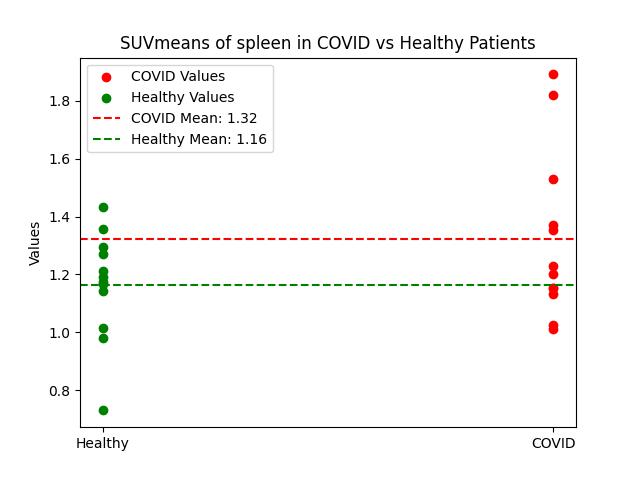 SUVmeans of spleen in COVID vs Healthy Patients
COVID Values
Healthy Values
COVID Mean: 1.32
Healthy Mean: 1.16
1.8
1.6
1.4
1.2
1.0
0.8
Values
Healthy
COVID